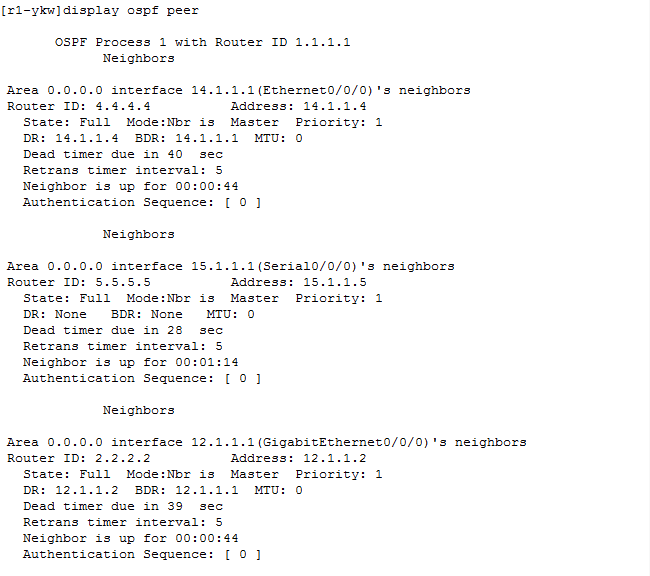 [r1-ykw]display ospf peer
OSPF Process 1 with Router ID 1.1.1.1
Neighbors
Area 0.0.0.0 interface 14.1.1.1(Ethernet0/0/0)'s neighbors
Router ID: 4.4.4.4          Address: 14.1.1.4
State: Full  Mode:Nbr is  Master  Priority: 1
DR: 14.1.1.4  BDR: 14.1.1.1  MTU: 0
Dead timer due in 40  sec
Retrans timer interval: 5
Neighbor is up for 00:00:44
Authentication Sequence: [ 0 ]
Neighbors
Area 0.0.0.0 interface 15.1.1.1(Serial0/0/0)'s neighbors
Router ID: 5.5.5.5          Address: 15.1.1.5
State: Full  Mode:Nbr is  Master  Priority: 1
DR: None   BDR: None   MTU: 0
Dead timer due in 28  sec
Retrans timer interval: 5
Neighbor is up for 00:01:14
Authentication Sequence: [ 0 ]
Neighbors
Area 0.0.0.0 interface 12.1.1.1(GigabitEthernet0/0/0)'s neighbors
Router ID: 2.2.2.2          Address: 12.1.1.2
State: Full  Mode:Nbr is  Master  Priority: 1
DR: 12.1.1.2  BDR: 12.1.1.1  MTU: 0
Dead timer due in 39  sec
Retrans timer interval: 5
Neighbor is up for 00:00:44
Authentication Sequence: [ 0 ]